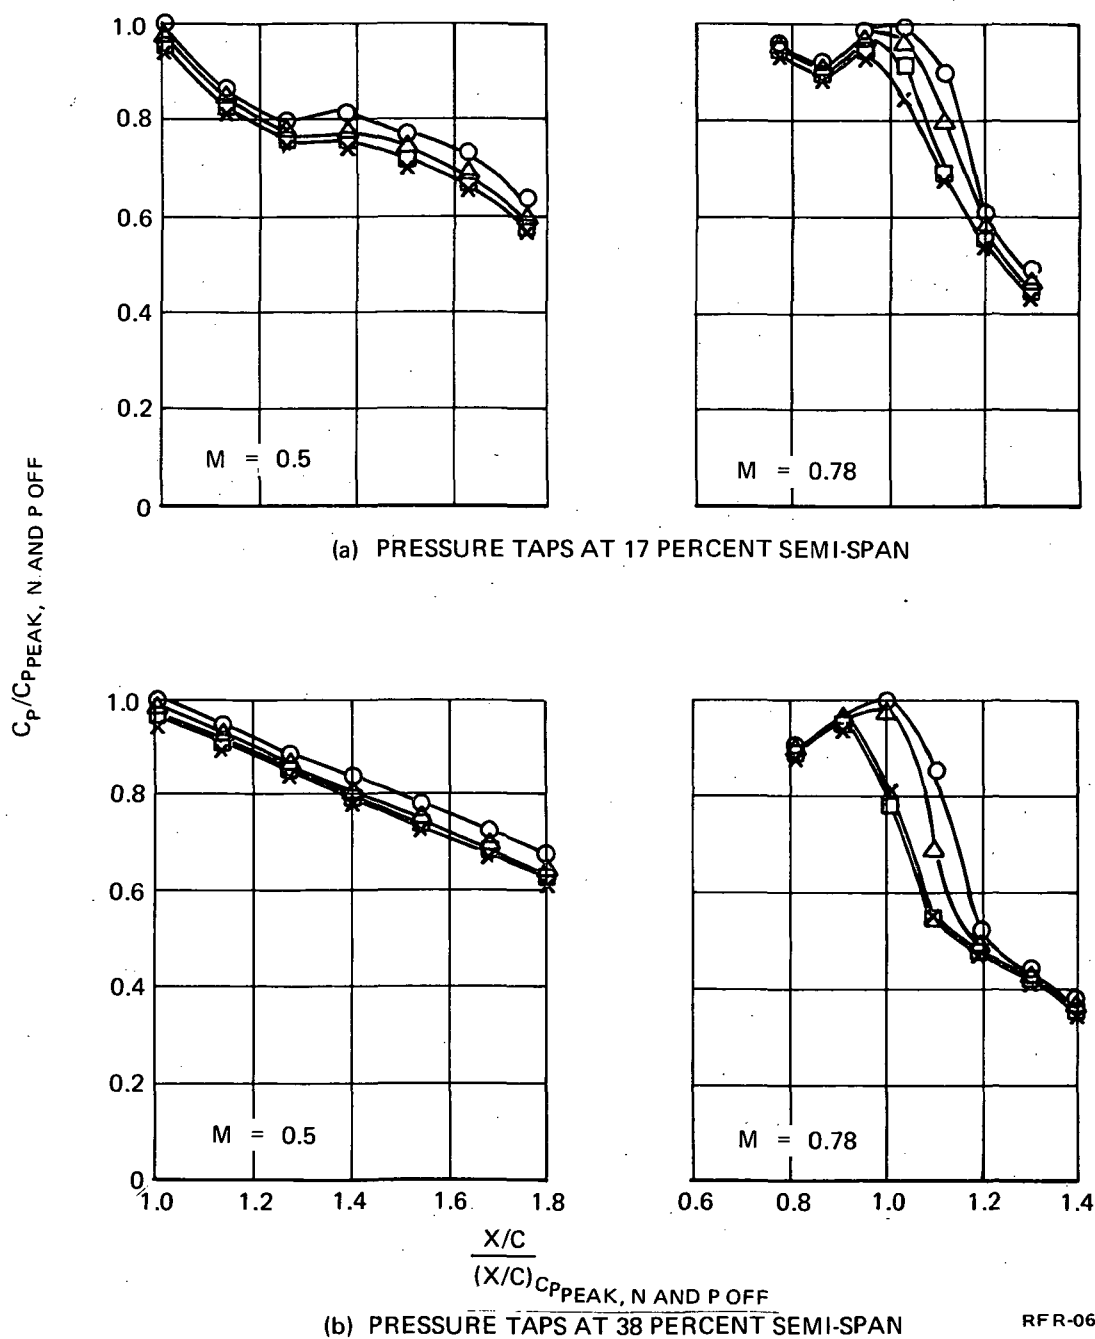 1.0
0.8
0.6
0.4
0.2
0
M = 0.5
M = 0.78
(a) PRESSURE TAPS AT 17 PERCENT SEMI-SPAN
CP/CPPEAK, N AND P OFF
1.0
0.8
0.6
0.4
0.2
0
M = 0.5
M = 0.78
1.0 1.2 1.4 1.6 1.8
0.6 0.8 1.0 1.2 1.4
X/C
(X/C)CPPEAK, N AND P OFF
(b) PRESSURE TAPS AT 38 PERCENT SEMI-SPAN
RFR-06